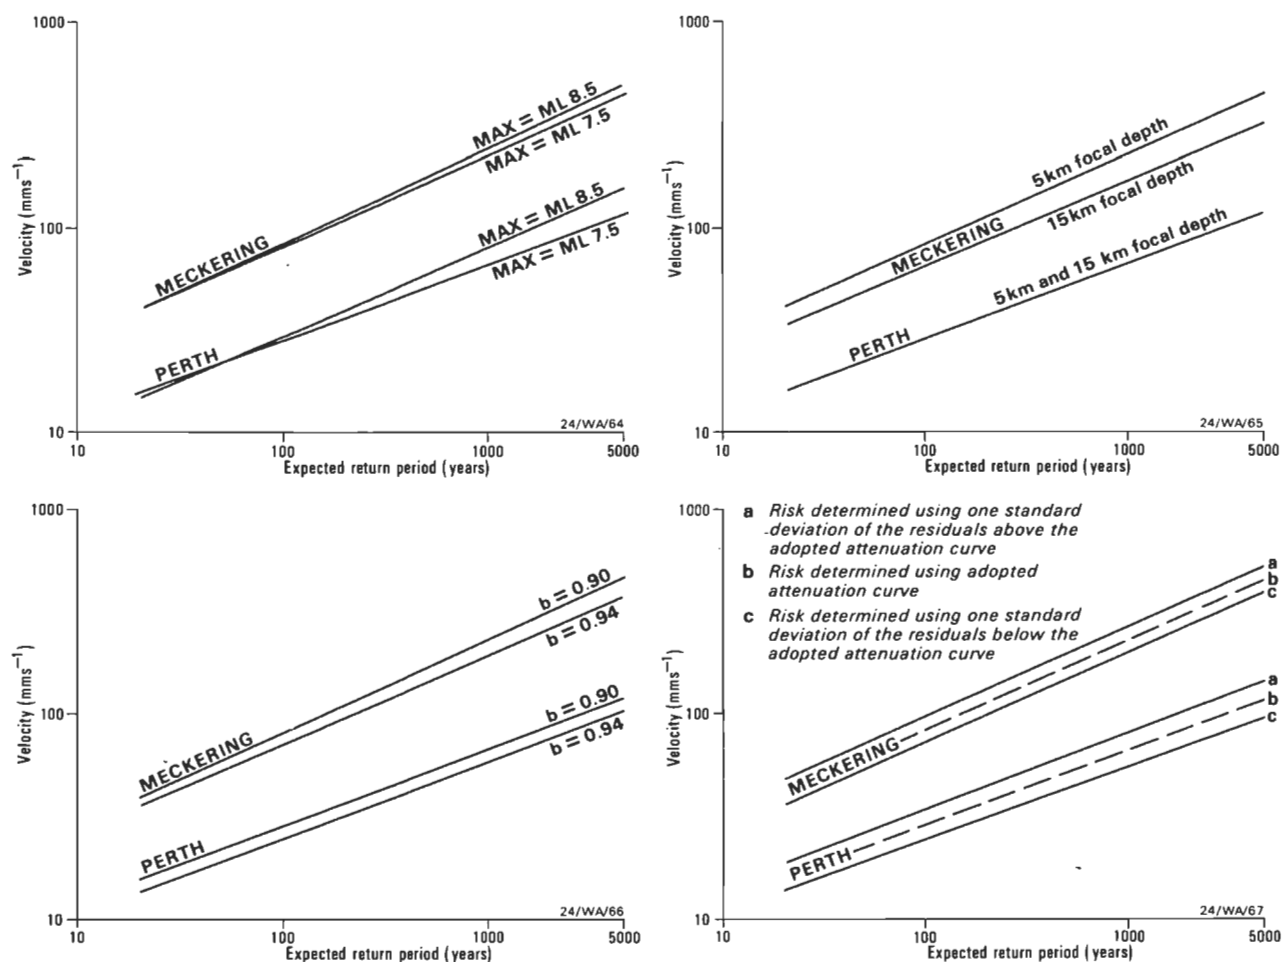 1000
MAX = ML 8.5
MAX = ML 7.5
MECKERING
MAX = ML 8.5
MAX = ML 7.5
PERTH
100
10
Velocity (mms⁻¹)
24/WA/64
10 100 1000 5000
Expected return period (years)
1000
5km focal depth
15km focal depth
MECKERING
5km and 15 km focal depth
PERTH
100
10
Velocity (mms⁻¹)
24/WA/65
10 100 1000 5000
Expected return period (years)
1000
b = 0.90
b = 0.94
MECKERING
b = 0.90
b = 0.94
PERTH
100
10
Velocity (mms⁻¹)
24/WA/66
10 100 1000 5000
Expected return period (years)
1000
a Risk determined using one standard
deviation of the residuals above the
adopted attenuation curve
b Risk determined using adopted
attenuation curve
c Risk determined using one standard
deviation of the residuals below the
adopted attenuation curve
a
b
c
MECKERING
a
b
c
PERTH
100
10
Velocity (mms⁻¹)
24/WA/67
10 100 1000 5000
Expected return period (years)